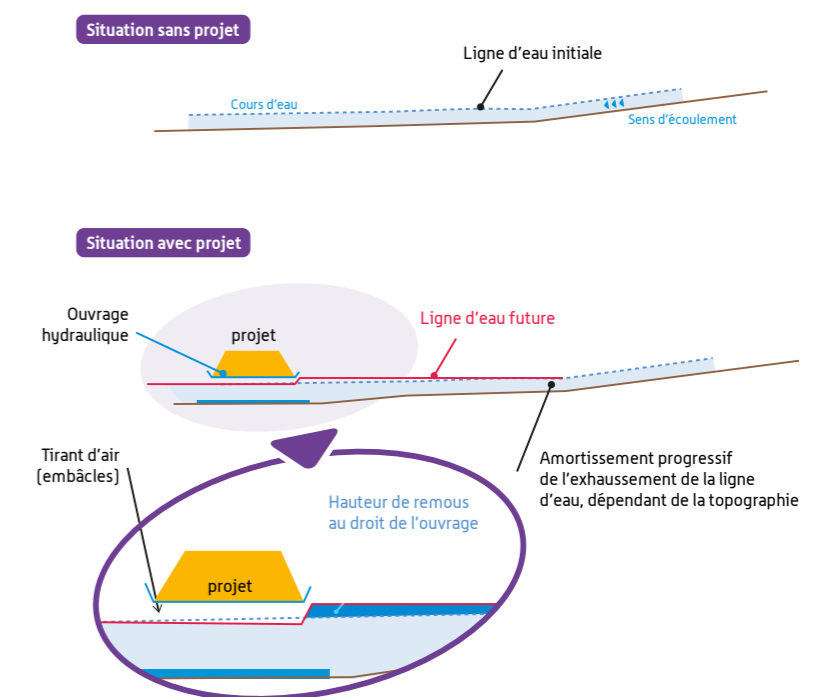 Situation sans projet
Ligne d'eau initiale
Cours d'eau
Sens d'écoulement
Situation avec projet
Ouvrage
hydraulique
projet
Ligne d'eau future
Tirant d'air
(embâcles)
Amortissement progressif
de l'exhaussement de la ligne
d'eau, dépendant de la topographie
Hauteur de remous
au droit de l'ouvrage
projet